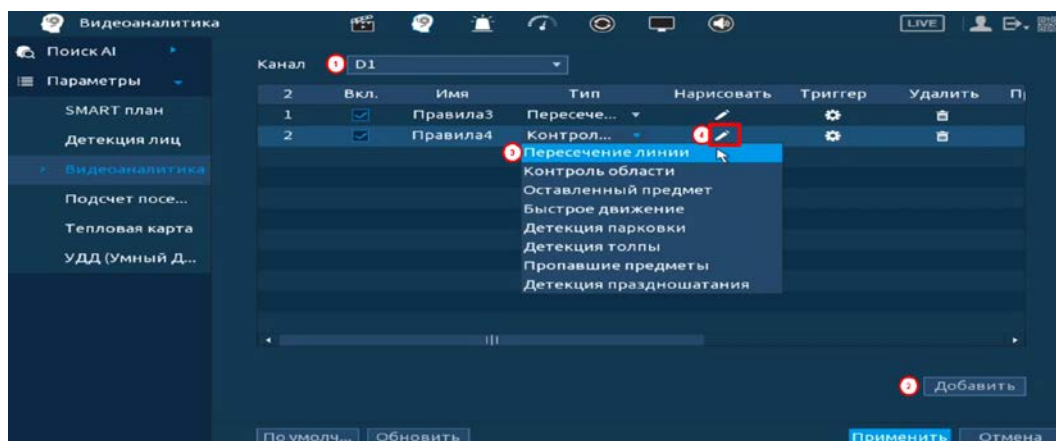 Видеоаналитика
LIVE
Поиск AI
Параметры
SMART план
Детекция лиц
Видеоаналитика
Подсчет посе...
Тепловая карта
УДД (Умный Д...
Канал 1 D1
2 Вкл. Имя Тип Нарисовать Триггер Удалить П
1 Правила3 Пересече...
2 Правила4 Контрол... 4
3 Пересечение линии
Контроль области
Оставленный предмет
Быстрое движение
Детекция парковки
Детекция толпы
Пропавшие предметы
Детекция праздношатания
2 Добавить
По умолч... Обновить Применить Отмена